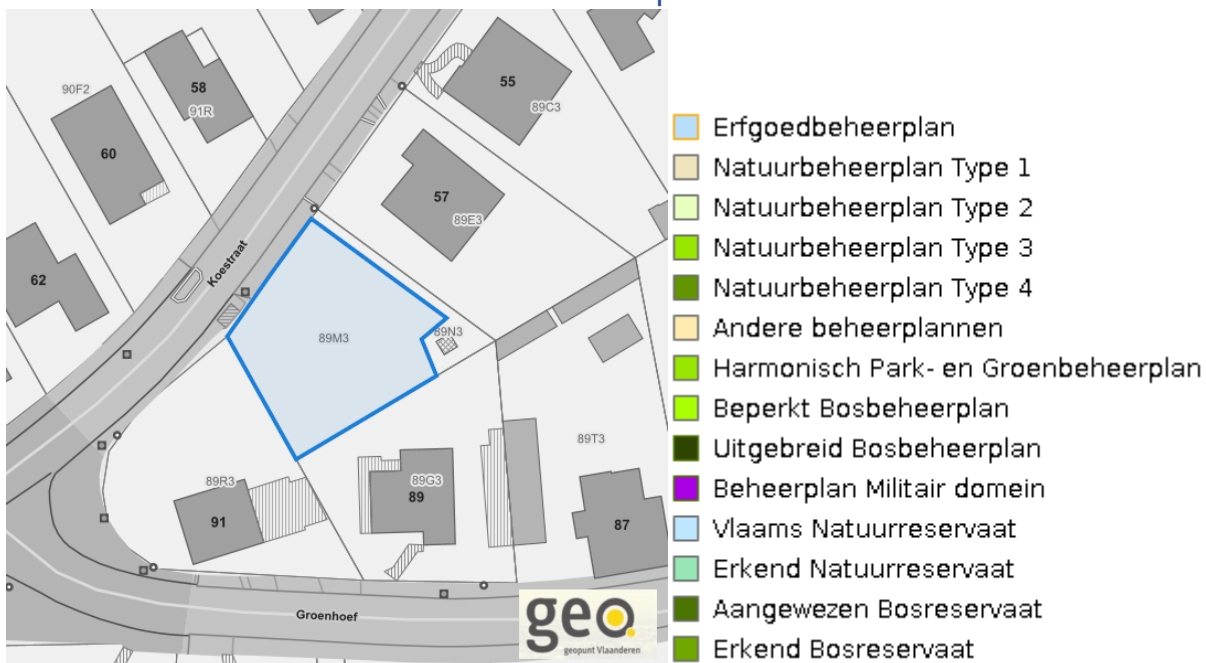 90F2
58
91R
60
55
89C3
57
89E3
62
Koestraat
89M3
89N3
89T3
89R3
91
89G3
89
87
Groenhoef
geo.
geopunt Vlaanderen
Erfgoedbeheerplan
Natuurbeheerplan Type 1
Natuurbeheerplan Type 2
Natuurbeheerplan Type 3
Natuurbeheerplan Type 4
Andere beheerplannen
Harmonisch Park- en Groenbeheerplan
Beperkt Bosbeheerplan
Uitgebreid Bosbeheerplan
Beheerplan Militair domein
Vlaams Natuurreservaat
Erkend Natuurreservaat
Aangewezen Bosreservaat
Erkend Bosreservaat